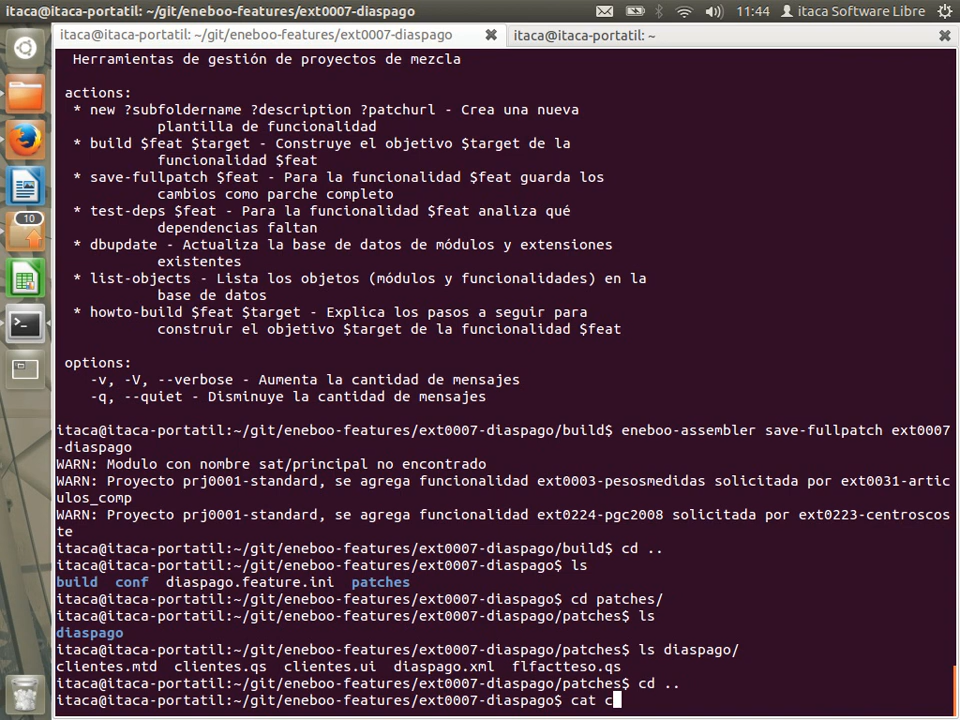 itaca@itaca-portatil: ~/git/eneboo-features/ext0007-diaspago
11:44 itaca Software Libre
itaca@itaca-portatil: ~/git/eneboo-features/ext0007-diaspago
itaca@itaca-portatil: ~
Herramientas de gestión de proyectos de mezcla
actions:
* new ?subfoldername ?description ?patchurl - Crea una nueva
plantilla de funcionalidad
* build $feat $target - Construye el objetivo $target de la
funcionalidad $feat
* save-fullpatch $feat - Para la funcionalidad $feat guarda los
cambios como parche completo
* test-deps $feat - Para la funcionalidad $feat analiza qué
dependencias faltan
* dbupdate - Actualiza la base de datos de módulos y extensiones
existentes
* list-objects - Lista los objetos (módulos y funcionalidades) en la
base de datos
* howto-build $feat $target - Explica los pasos a seguir para
construir el objetivo $target de la funcionalidad $feat
options:
-v, -V, --verbose - Aumenta la cantidad de mensajes
-q, --quiet - Disminuye la cantidad de mensajes
itaca@itaca-portatil:~/git/eneboo-features/ext0007-diaspago/build$ eneboo-assembler save-fullpatch ext0007
-diaspago
WARN: Modulo con nombre sat/principal no encontrado
WARN: Proyecto prj0001-standard, se agrega funcionalidad ext0003-pesosmedidas solicitada por ext0031-artic
ulos_comp
WARN: Proyecto prj0001-standard, se agrega funcionalidad ext0224-pgc2008 solicitada por ext0223-centroscos
te
itaca@itaca-portatil:~/git/eneboo-features/ext0007-diaspago/build$ cd ..
itaca@itaca-portatil:~/git/eneboo-features/ext0007-diaspago$ ls
build conf diaspago.feature.ini patches
itaca@itaca-portatil:~/git/eneboo-features/ext0007-diaspago$ cd patches/
itaca@itaca-portatil:~/git/eneboo-features/ext0007-diaspago/patches$ ls
diaspago
itaca@itaca-portatil:~/git/eneboo-features/ext0007-diaspago/patches$ ls diaspago/
clientes.mtd clientes.qs clientes.ui diaspago.xml flfactteso.qs
itaca@itaca-portatil:~/git/eneboo-features/ext0007-diaspago/patches$ cd ..
itaca@itaca-portatil:~/git/eneboo-features/ext0007-diaspago$ cat c
10